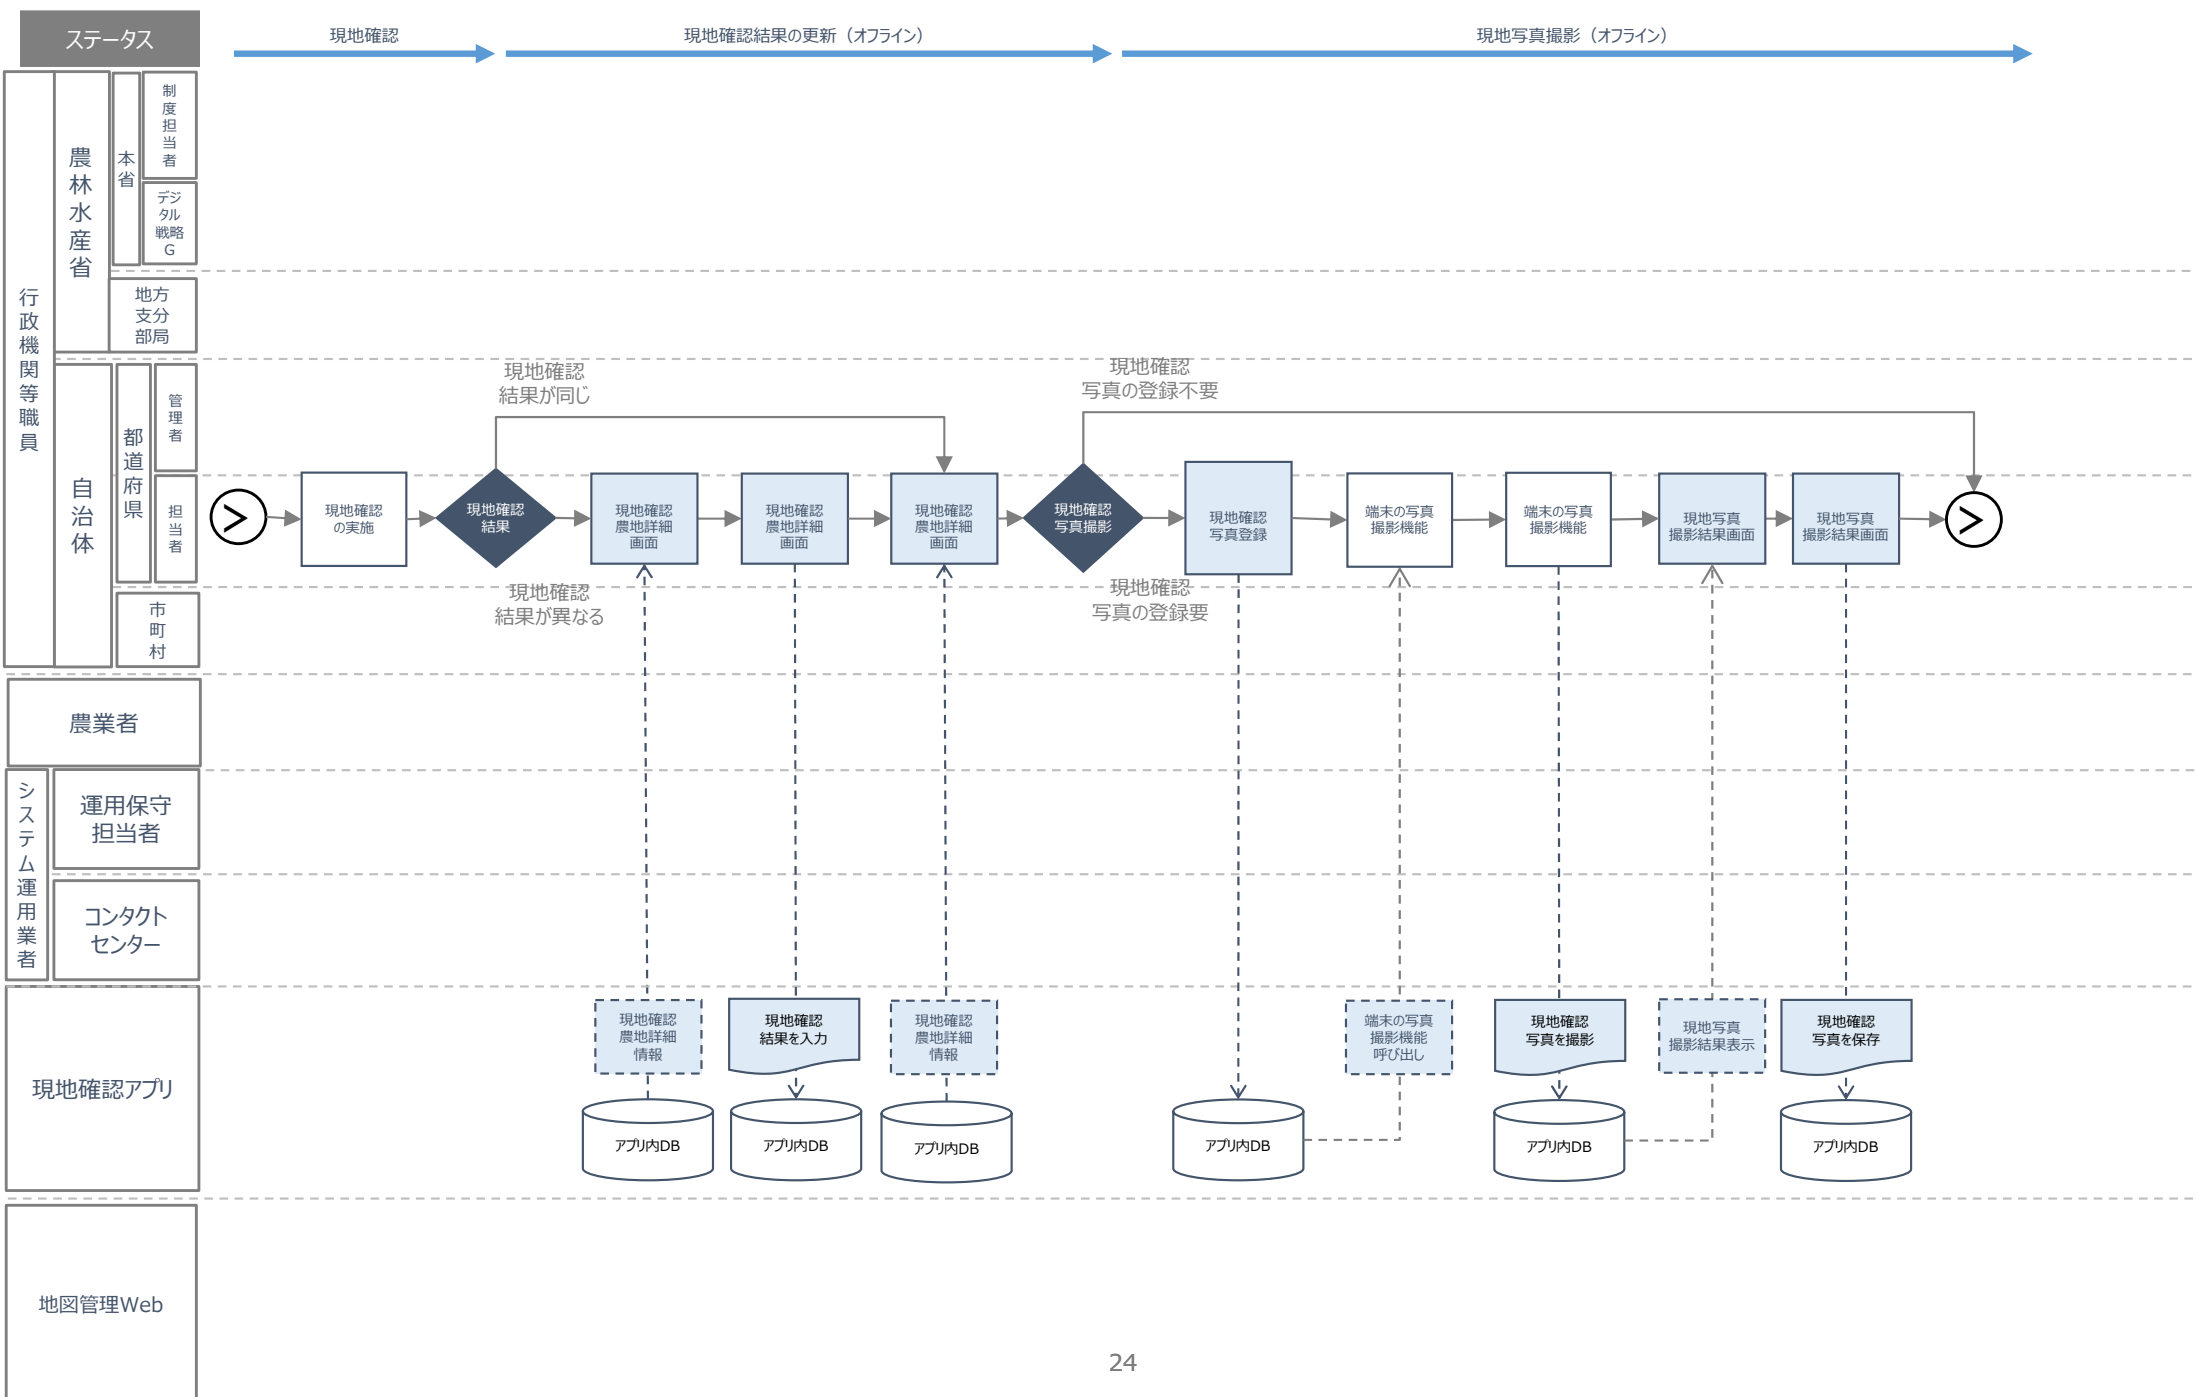 ステータス
現地確認
現地確認結果の更新（オフライン）
現地写真撮影（オフライン）
行政機関等職員
農林水産省
本省
制度担当者
デジ
タル
戦略
G
地方
支分
部局
自治体
都道府県
管理者
担当者
市町村
農業者
システム運用業者
運用保守
担当者
コンタクト
センター
現地確認アプリ
地図管理Web
現地確認
結果が同じ
現地確認
写真の登録不要
>
現地確認
の実施
現地確認
結果
現地確認
農地詳細
画面
現地確認
農地詳細
画面
現地確認
農地詳細
画面
現地確認
写真撮影
現地確認
写真登録
端末の写真
撮影機能
端末の写真
撮影機能
現地写真
撮影結果画面
現地写真
撮影結果画面
>
現地確認
結果が異なる
現地確認
写真の登録要
現地確認
農地詳細
情報
現地確認
結果を入力
現地確認
農地詳細
情報
端末の写真
撮影機能
呼び出し
現地確認
写真を撮影
現地写真
撮影結果表示
現地確認
写真を保存
アプリ内DB
アプリ内DB
アプリ内DB
アプリ内DB
アプリ内DB
アプリ内DB
24